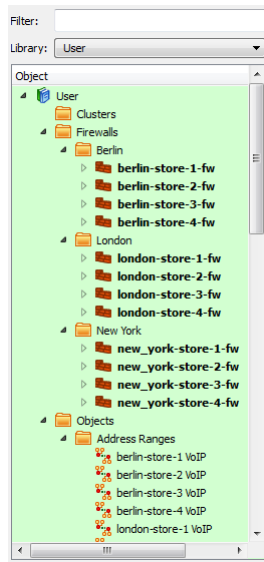 Filter:
Library: User
Object
User
Clusters
Firewalls
Berlin
berlin-store-1-fw
berlin-store-2-fw
berlin-store-3-fw
berlin-store-4-fw
London
london-store-1-fw
london-store-2-fw
london-store-3-fw
london-store-4-fw
New York
new_york-store-1-fw
new_york-store-2-fw
new_york-store-3-fw
new_york-store-4-fw
Objects
Address Ranges
berlin-store-1 VoIP
berlin-store-2 VoIP
berlin-store-3 VoIP
berlin-store-4 VoIP
london-store-1 VoIP